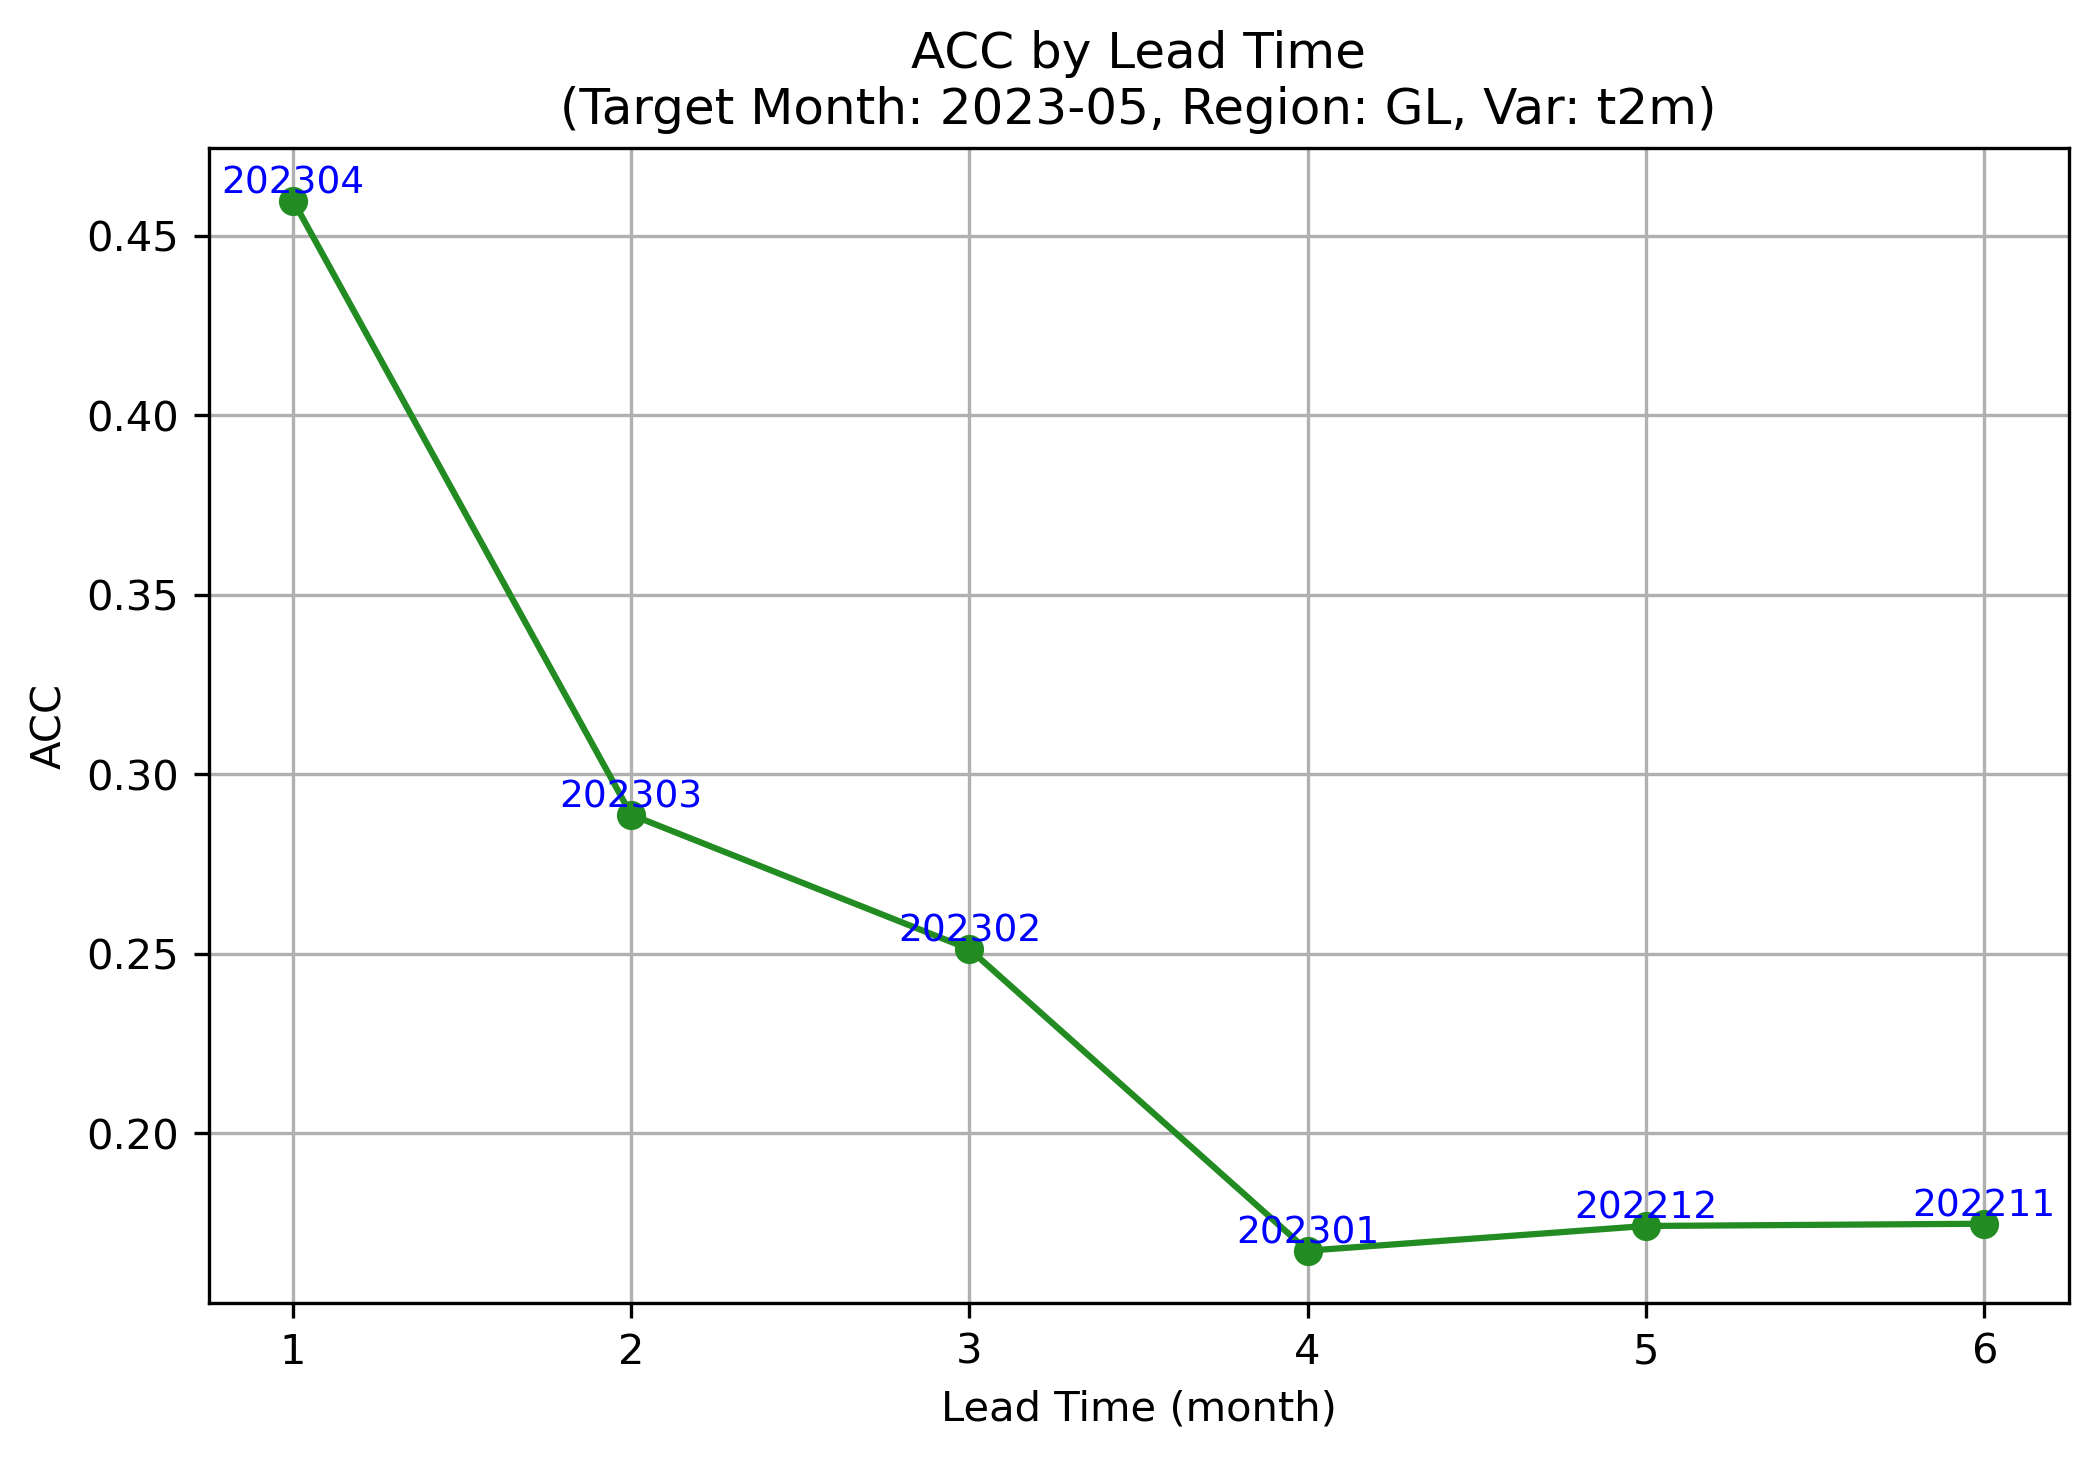 ACC by Lead Time
(Target Month: 2023-05, Region: GL, Var: t2m)
202304
0.45
0.40
0.35
ACC
0.30
202303
202302
0.25
0.20
202301
202212
202211
1 2 3 4 5 6
Lead Time (month)